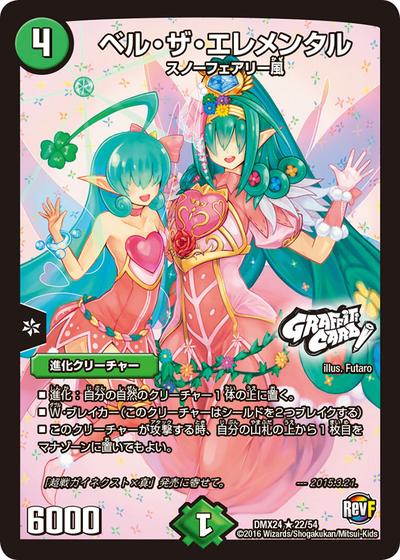 4
ベル・ザ・エレメンタル
スノーフェアリー風
GRAFFITI CARD!
illus. Futaro
進化クリーチャー
■ 進化：自分の自然のクリーチャー１体の上に置く。
■ W・ブレイカー（このクリーチャーはシールドを２つブレイクする）
■ このクリーチャーが攻撃する時、自分の山札の上から１枚目を
マナゾーンに置いてもよい。
「超戦ガイネクスト×真」発売に寄せて。 --- 2015.3.21.
6000
1
DMX24 ★ 22/54
©2016 Wizards/Shogakukan/Mitsui-Kids
RevF